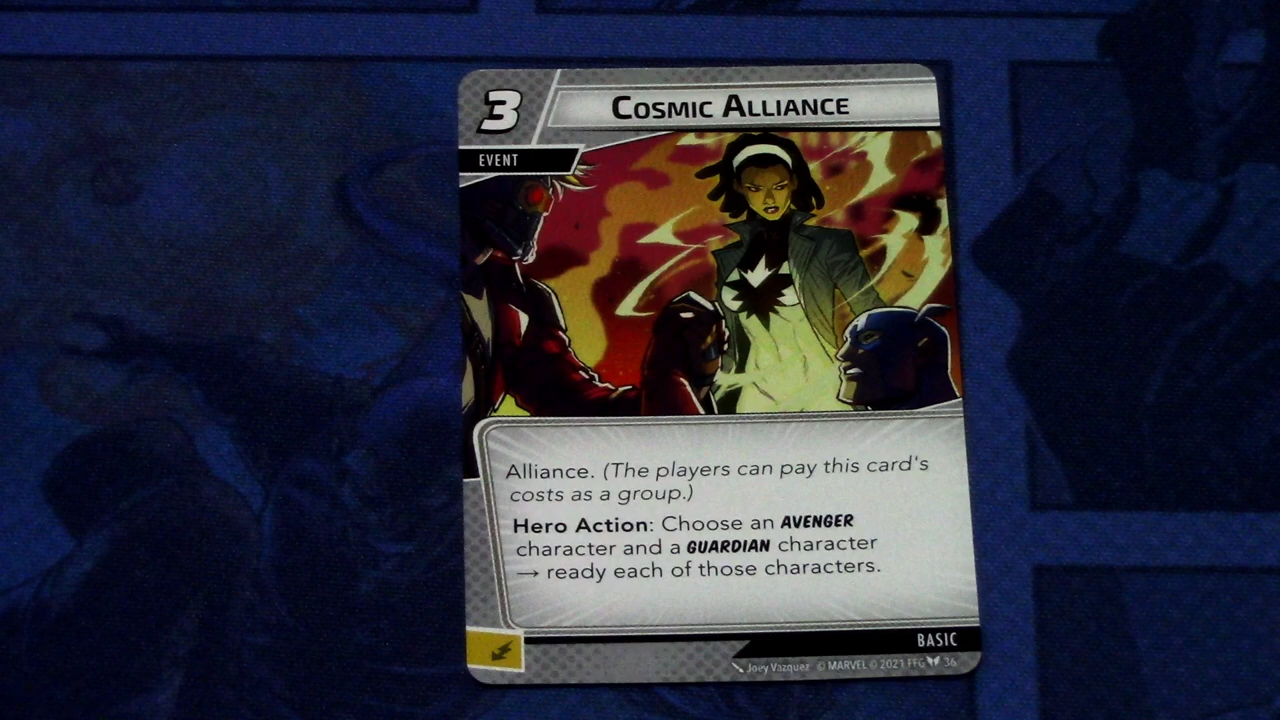 3
COSMIC ALLIANCE
EVENT
Alliance. (The players can pay this card's
costs as a group.)
Hero Action: Choose an AVENGER
character and a GUARDIAN character
→ ready each of those characters.
BASIC
Joey Vazquez © MARVEL © 2021 FFG 36